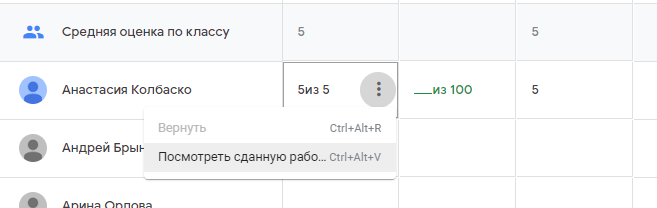 Средняя оценка по классу 5 5
Анастасия Колбаско 5из 5 __из 100 5
Вернуть Ctrl+Alt+R
Андрей Брын
Посмотреть сданную рабо... Ctrl+Alt+V
Арина Орлова